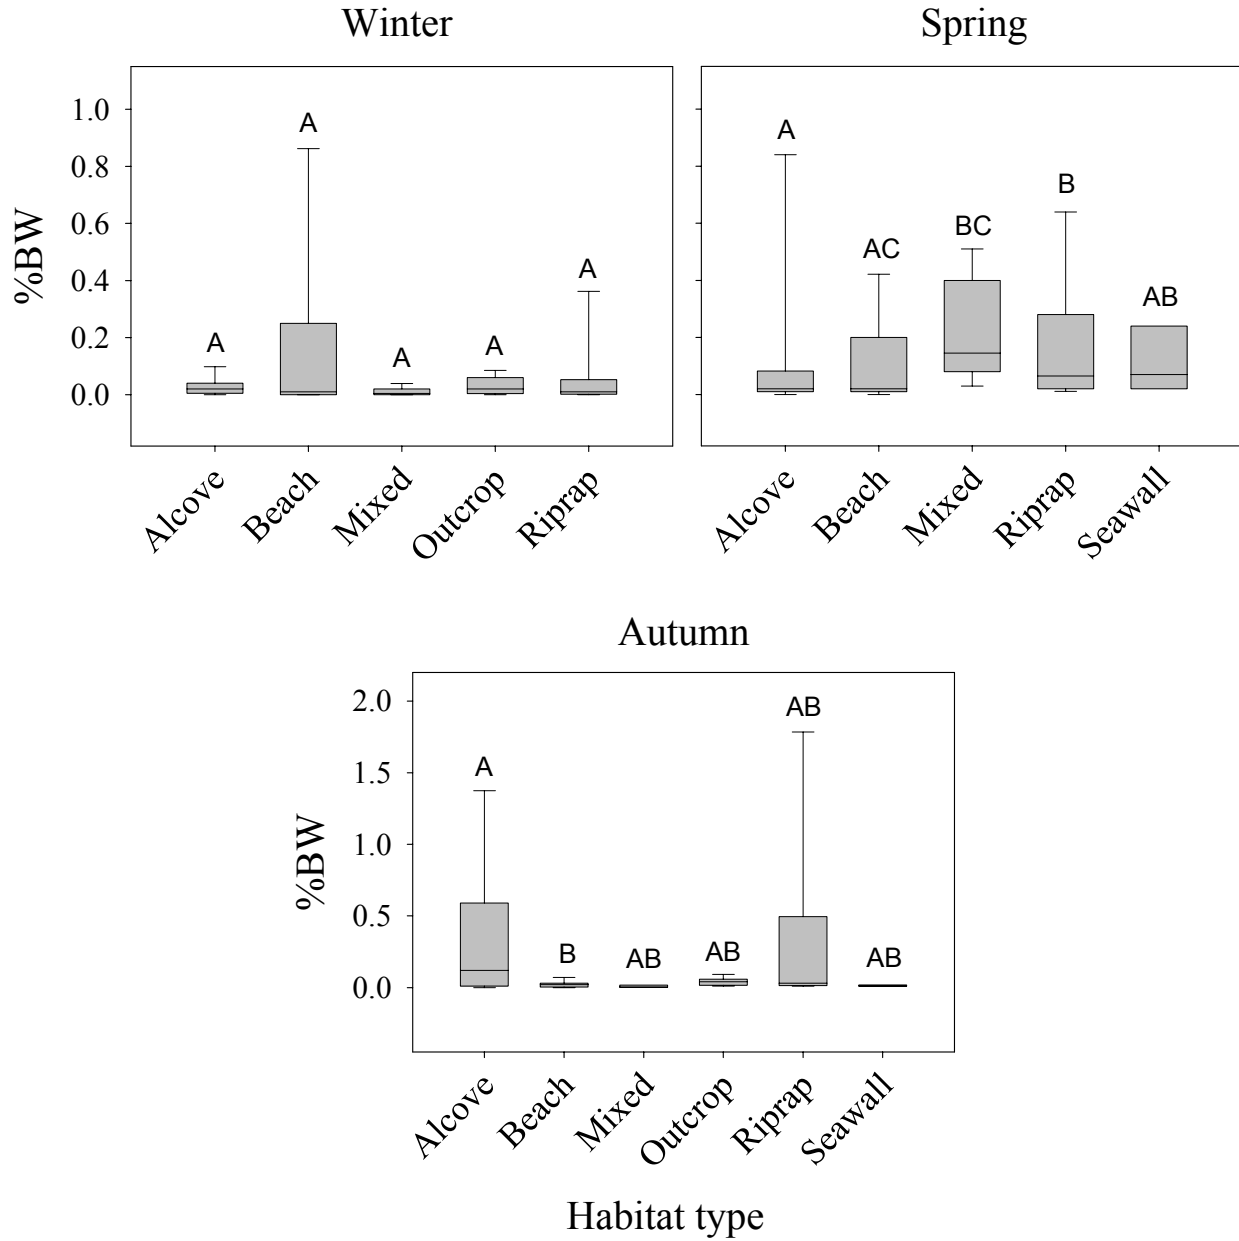 Winter
Spring
%BW
1.0
0.8
0.6
0.4
0.2
0.0
A
A
A
A
A
A
AC
BC
B
AB
Alcove
Beach
Mixed
Outcrop
Riprap
Alcove
Beach
Mixed
Riprap
Seawall
Autumn
%BW
2.0
1.5
1.0
0.5
0.0
A
B
AB
AB
AB
AB
Alcove
Beach
Mixed
Outcrop
Riprap
Seawall
Habitat type